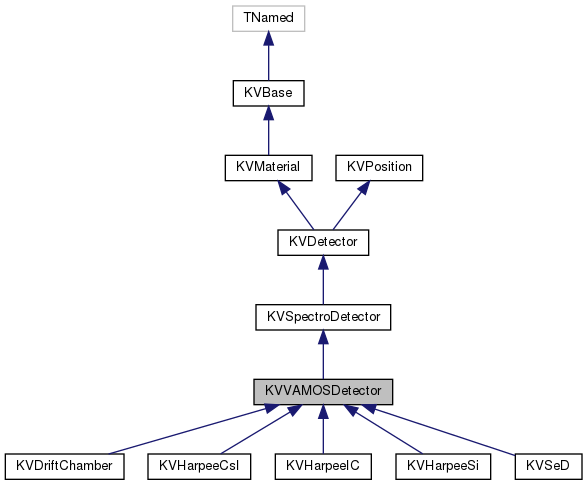 TNamed
KVBase
KVMaterial
KVPosition
KVDetector
KVSpectroDetector
KVVAMOSDetector
KVDriftChamber
KVHarpeeCsI
KVHarpeeIC
KVHarpeeSi
KVSeD